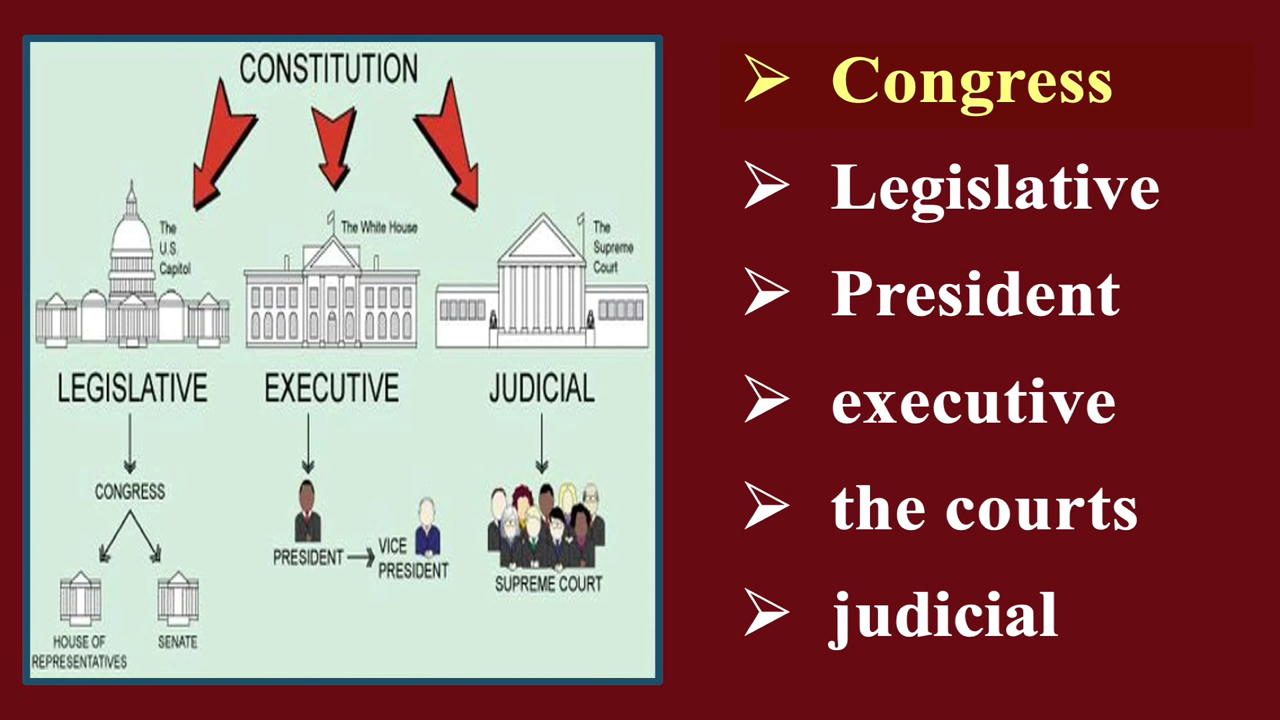 CONSTITUTION
The
U.S.
Capitol
The White House
The
Supreme
Court
LEGISLATIVE
EXECUTIVE
JUDICIAL
CONGRESS
PRESIDENT
VICE
PRESIDENT
SUPREME COURT
HOUSE OF
REPRESENTATIVES
SENATE
Congress
Legislative
President
executive
the courts
judicial